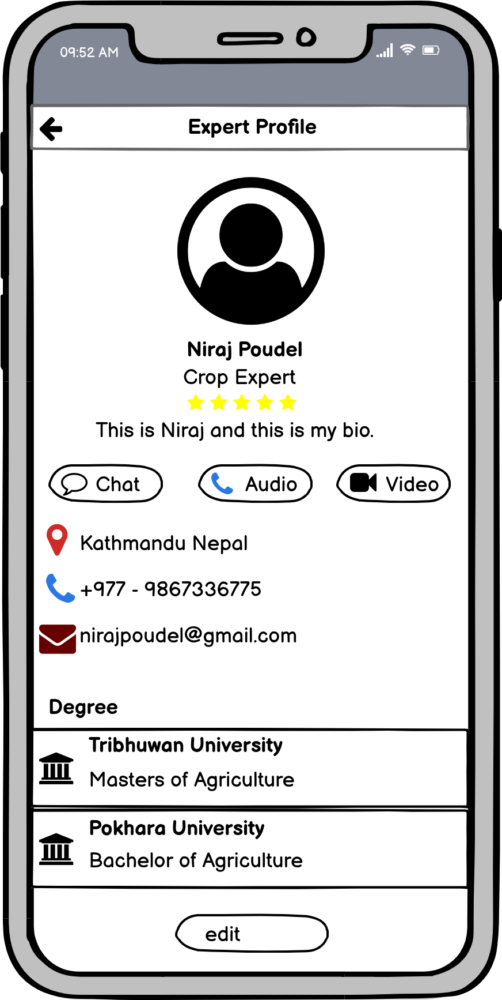 09:52 AM
Expert Profile
Niraj Poudel
Crop Expert
This is Niraj and this is my bio.
Chat
Audio
Video
Kathmandu Nepal
+977 - 9867336775
nirajpoudel@gmail.com
Degree
Tribhuwan University
Masters of Agriculture
Pokhara University
Bachelor of Agriculture
edit